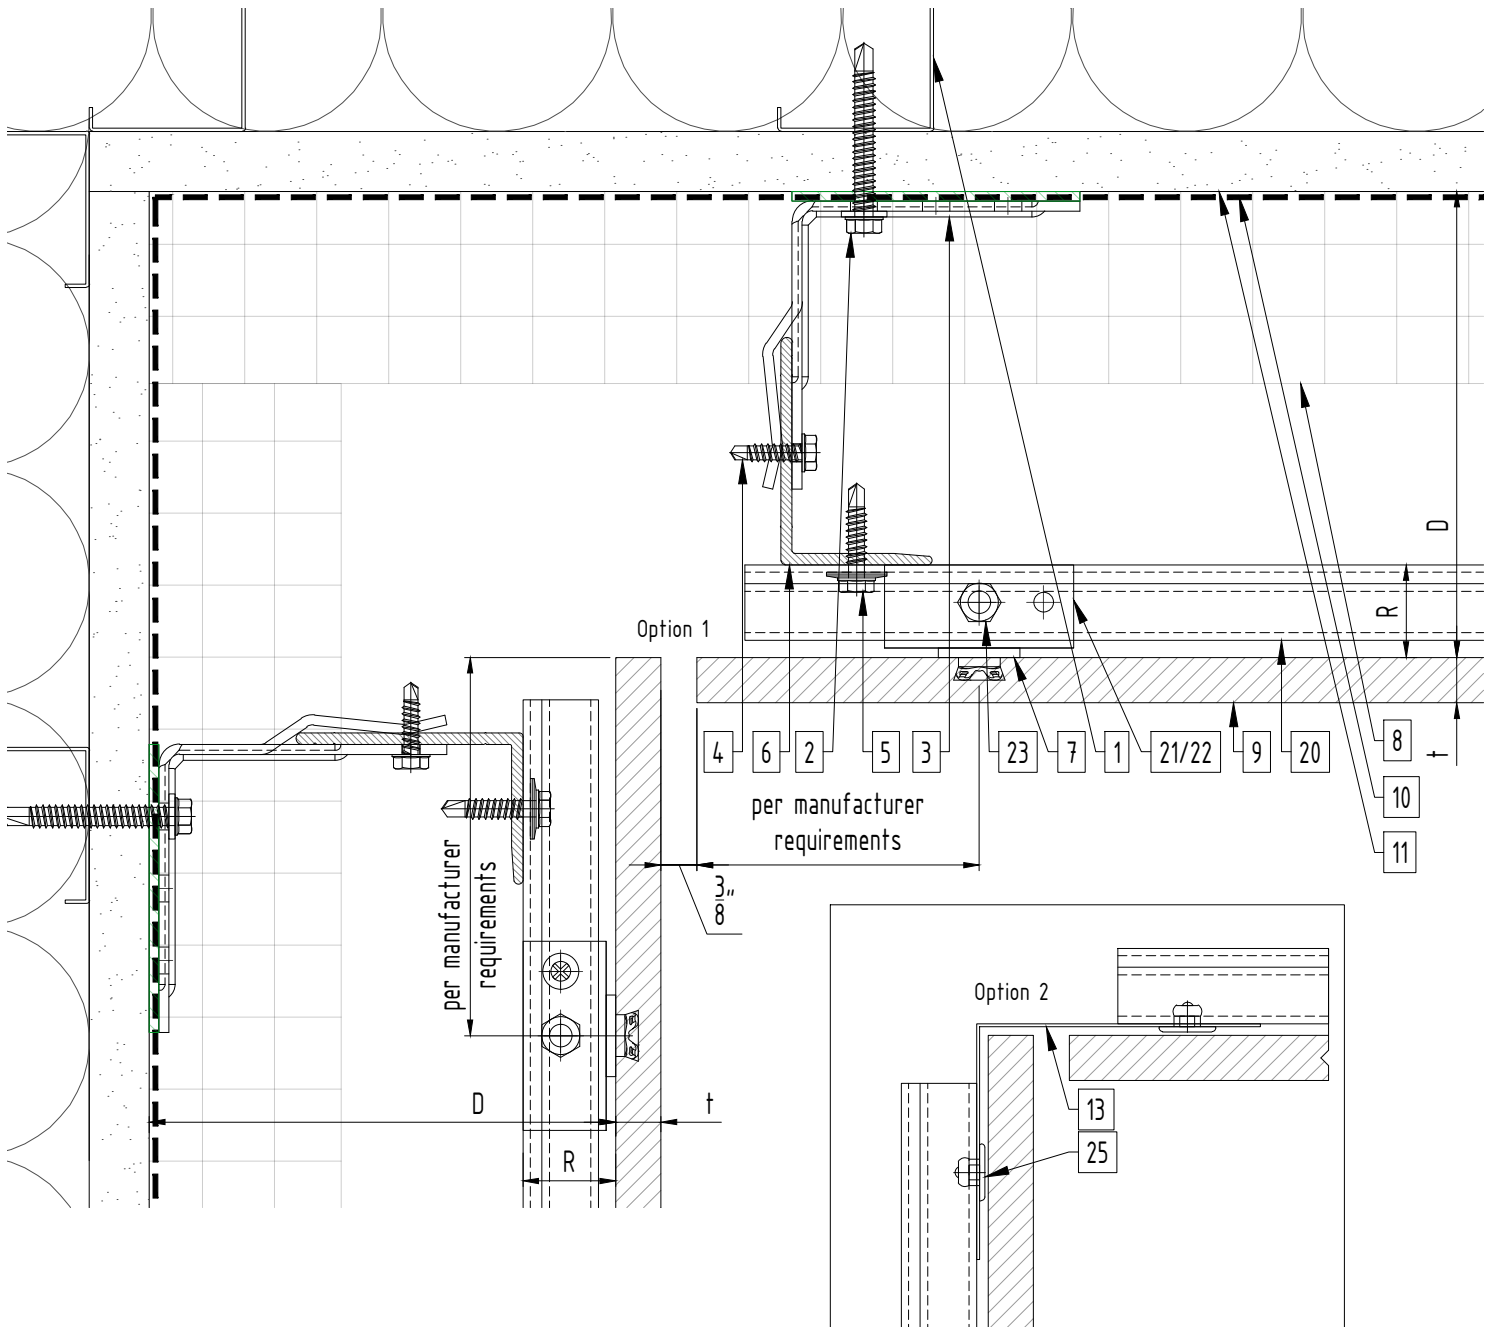 Option 1
D
R
t
4
6
2
5
3
23
7
1
21/22
9
20
8
10
11
per manufacturer
requirements
3"
8
per manufacturer
requirements
D
t
R
Option 2
13
25